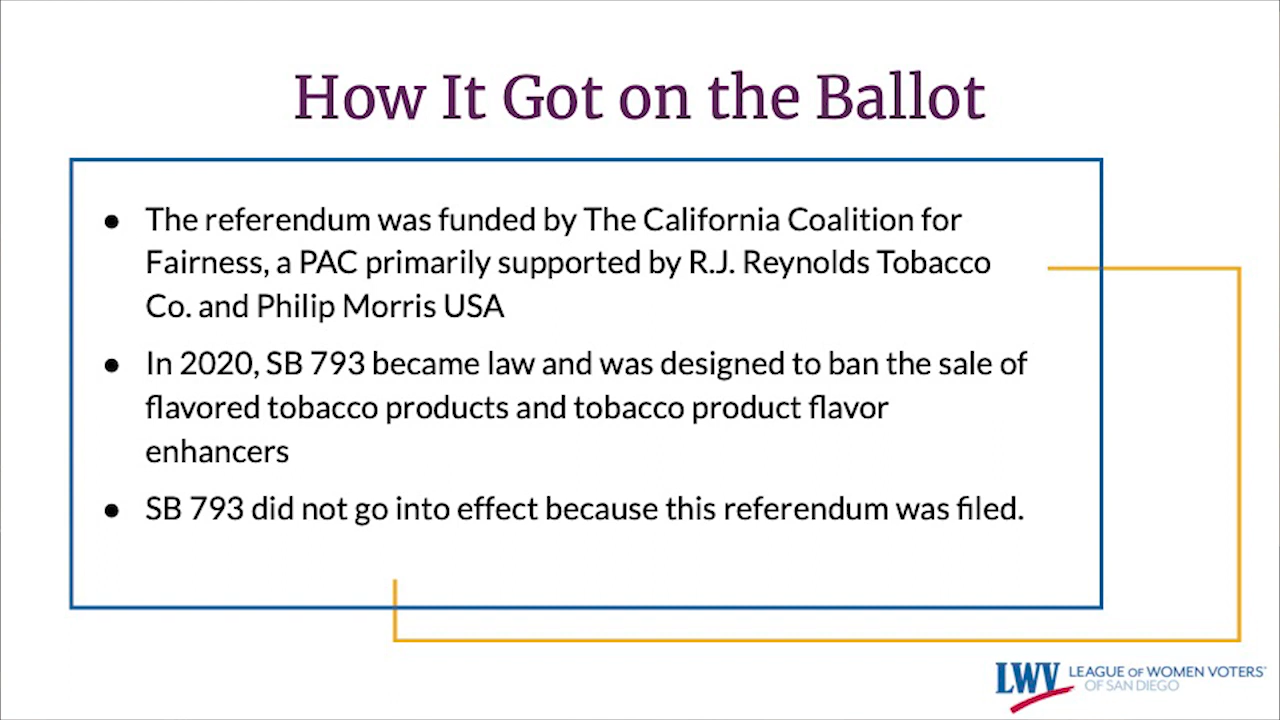 How It Got on the Ballot
● The referendum was funded by The California Coalition for
Fairness, a PAC primarily supported by R.J. Reynolds Tobacco
Co. and Philip Morris USA
● In 2020, SB 793 became law and was designed to ban the sale of
flavored tobacco products and tobacco product flavor
enhancers
● SB 793 did not go into effect because this referendum was filed.
LWV LEAGUE OF WOMEN VOTERS®
OF SAN DIEGO